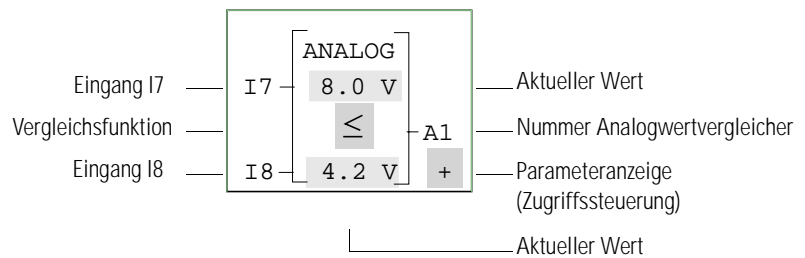 ANALOG
Eingang I7 I7 8.0 V Aktueller Wert
Vergleichsfunktion ≤ A1 Nummer Analogwertvergleicher
Eingang I8 I8 4.2 V + Parameteranzeige
(Zugriffssteuerung)
Aktueller Wert